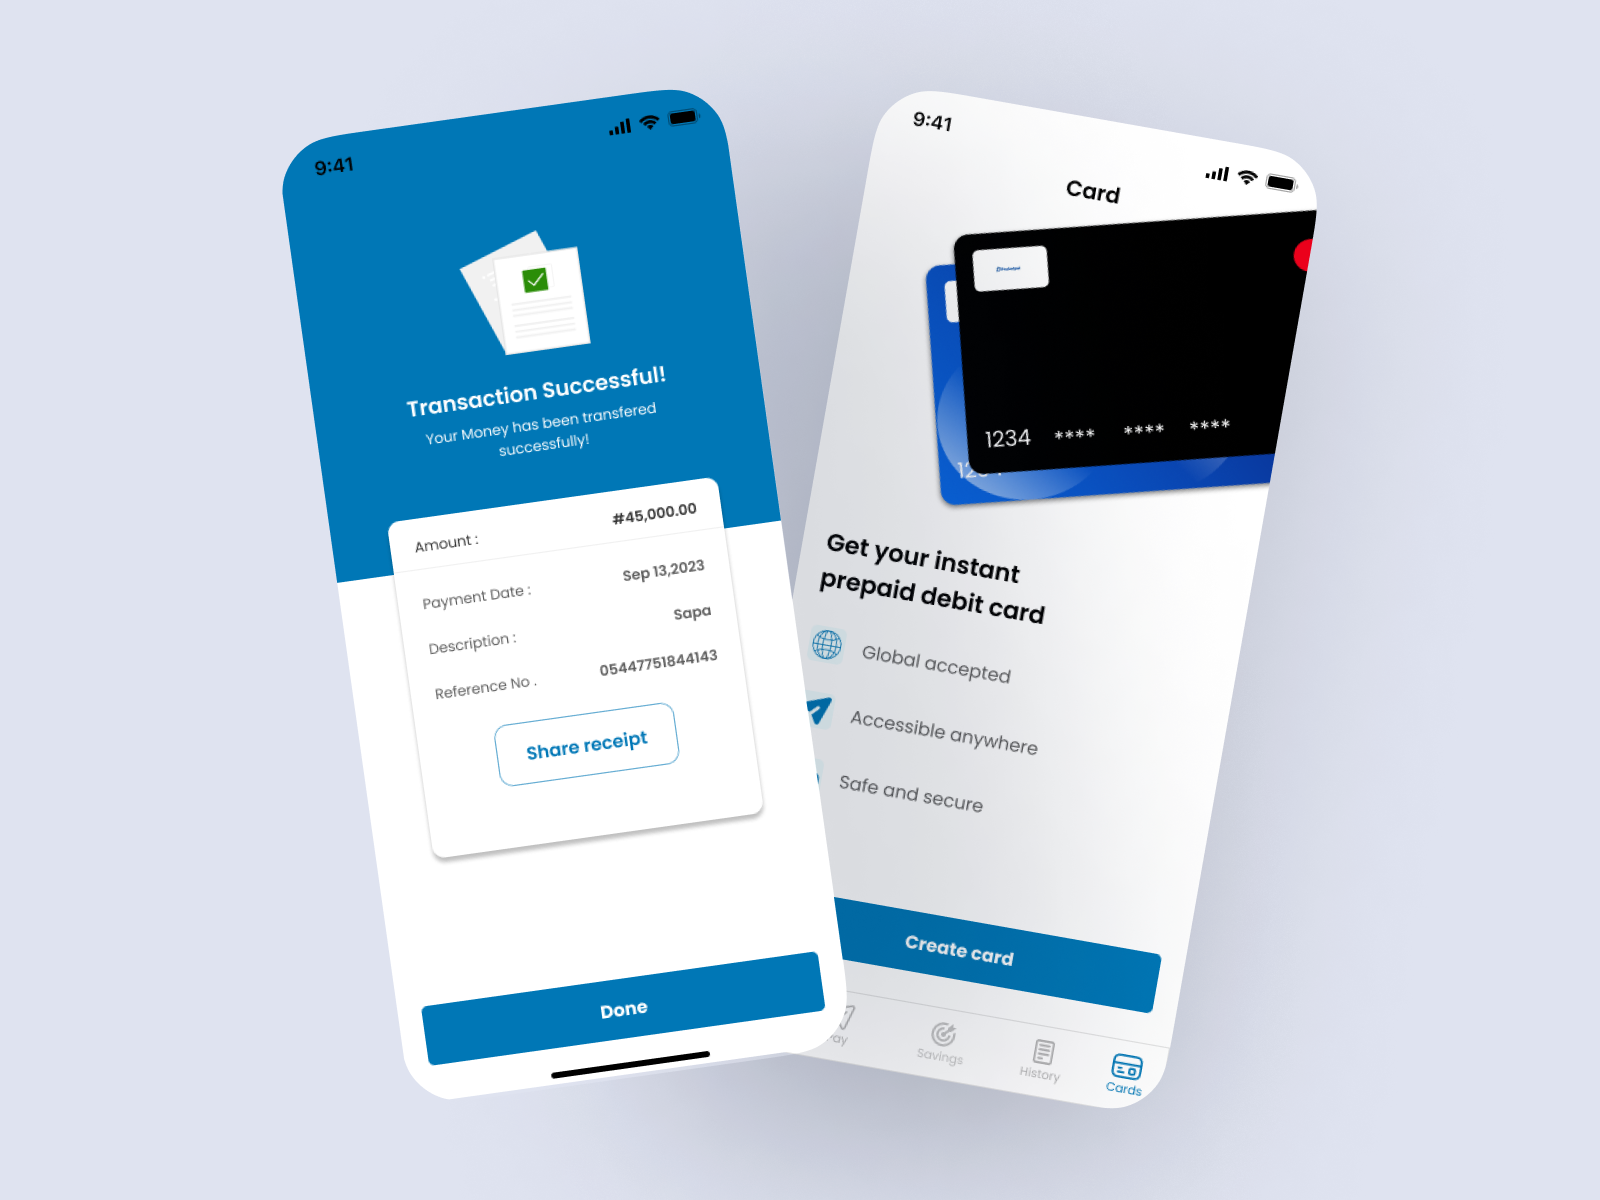 9:41
Transaction Successful!
Your Money has been transfered
successfully!
Amount :
#45,000.00
Payment Date :
Sep 13,2023
Description :
Sapa
Reference No .
05447751844143
Share receipt
Done
9:41
Card
1234 **** **** ****
Get your instant
prepaid debit card
Global accepted
Accessible anywhere
Safe and secure
Create card
Savings
History
Cards